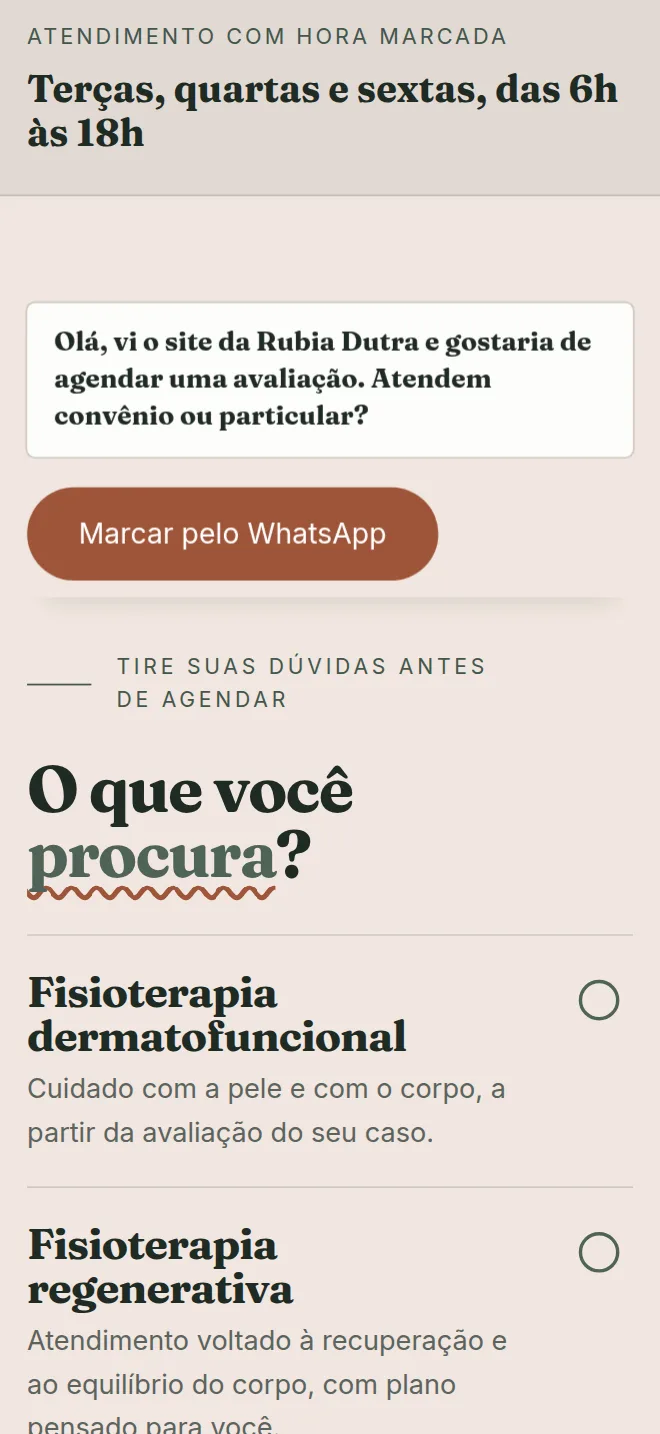 ATENDIMENTO COM HORA MARCADA
Terças, quartas e sextas, das 6h
às 18h
Olá, vi o site da Rubia Dutra e gostaria de
agendar uma avaliação. Atendem
convênio ou particular?
Marcar pelo WhatsApp
TIRE SUAS DÚVIDAS ANTES
DE AGENDAR
O que você
procura?
Fisioterapia
dermatofuncional
Cuidado com a pele e com o corpo, a
partir da avaliação do seu caso.
Fisioterapia
regenerativa
Atendimento voltado à recuperação e
ao equilíbrio do corpo, com plano
pensado para você.